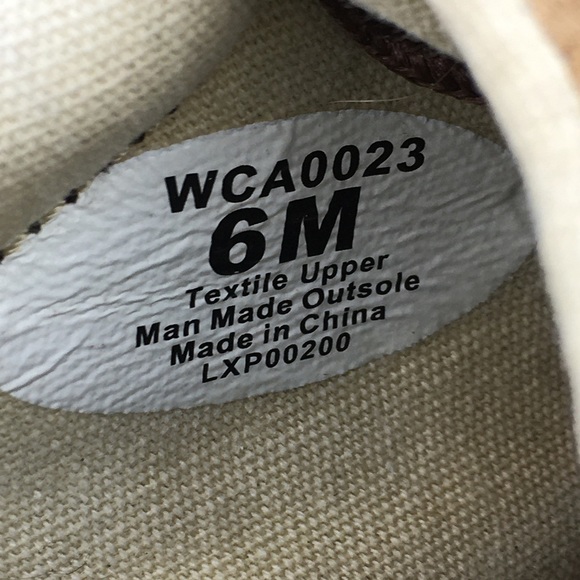 WCA0023
6M
Textile Upper
Man Made Outsole
Made in China
LXP00200